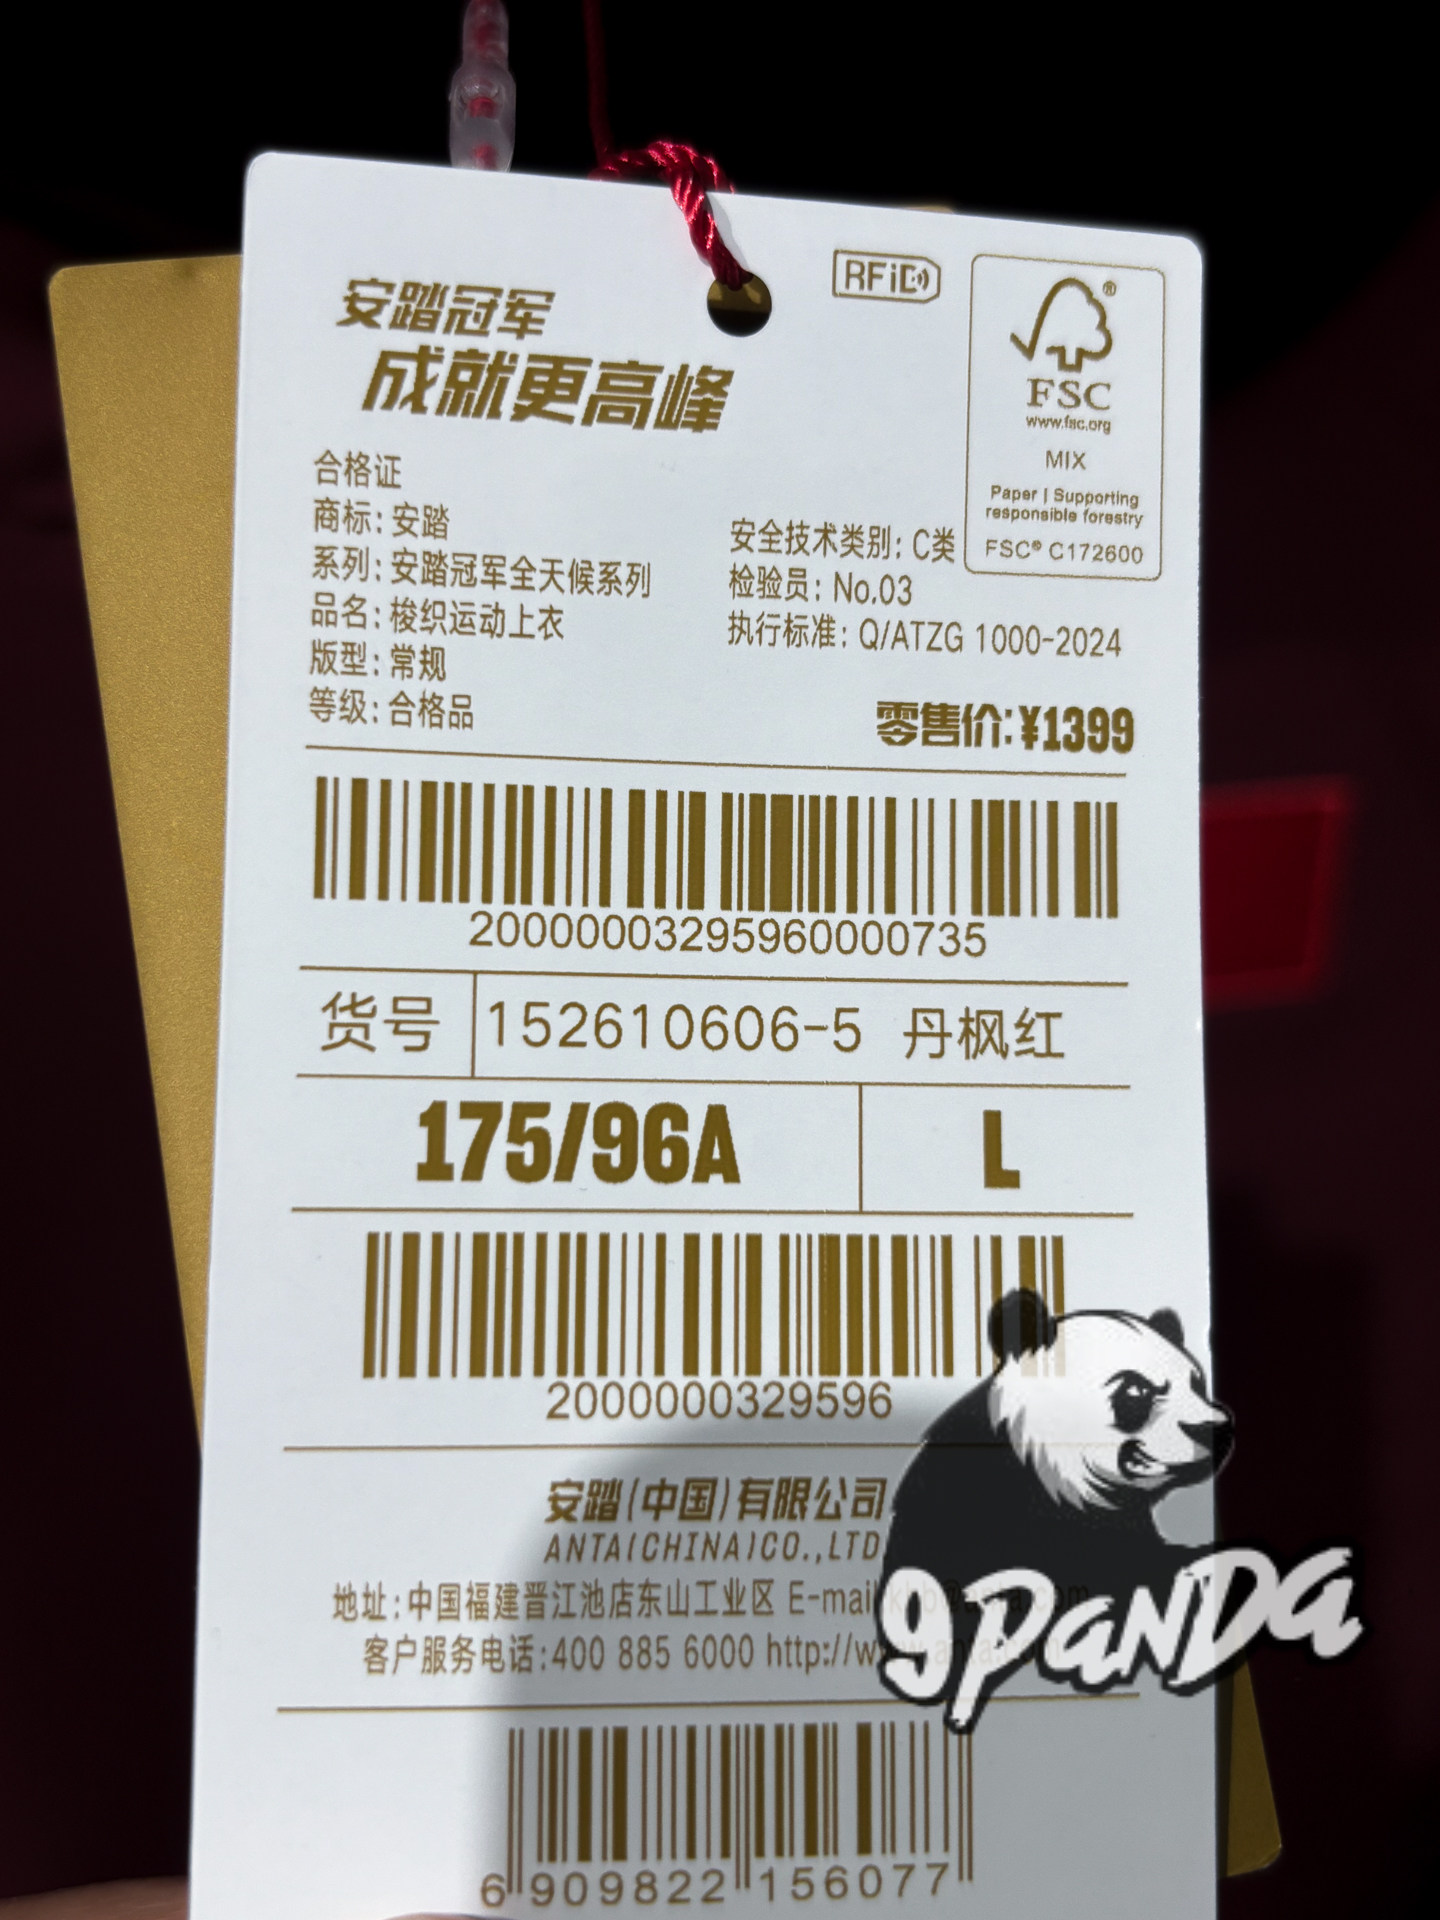 RFiD
安踏冠军
成就更高峰
FSC
www.fsc.org
MIX
Paper | Supporting
responsible forestry
FSC® C172600
合格证
商标: 安踏
系列: 安踏冠军全天候系列
品名: 梭织运动上衣
版型: 常规
等级: 合格品
安全技术类别: C类
检验员: No.03
执行标准: Q/ATZG 1000-2024
零售价:¥1399
20000003295960000735
货号 152610606-5 丹枫红
175/96A L
2000000329596
安踏(中国)有限公司
ANTA(CHINA)CO.,LTD
地址:中国福建晋江池店东山工业区 E-mail
客户服务电话:400 885 6000 http://www.anta.com
6 909822 156077
9PaNDa